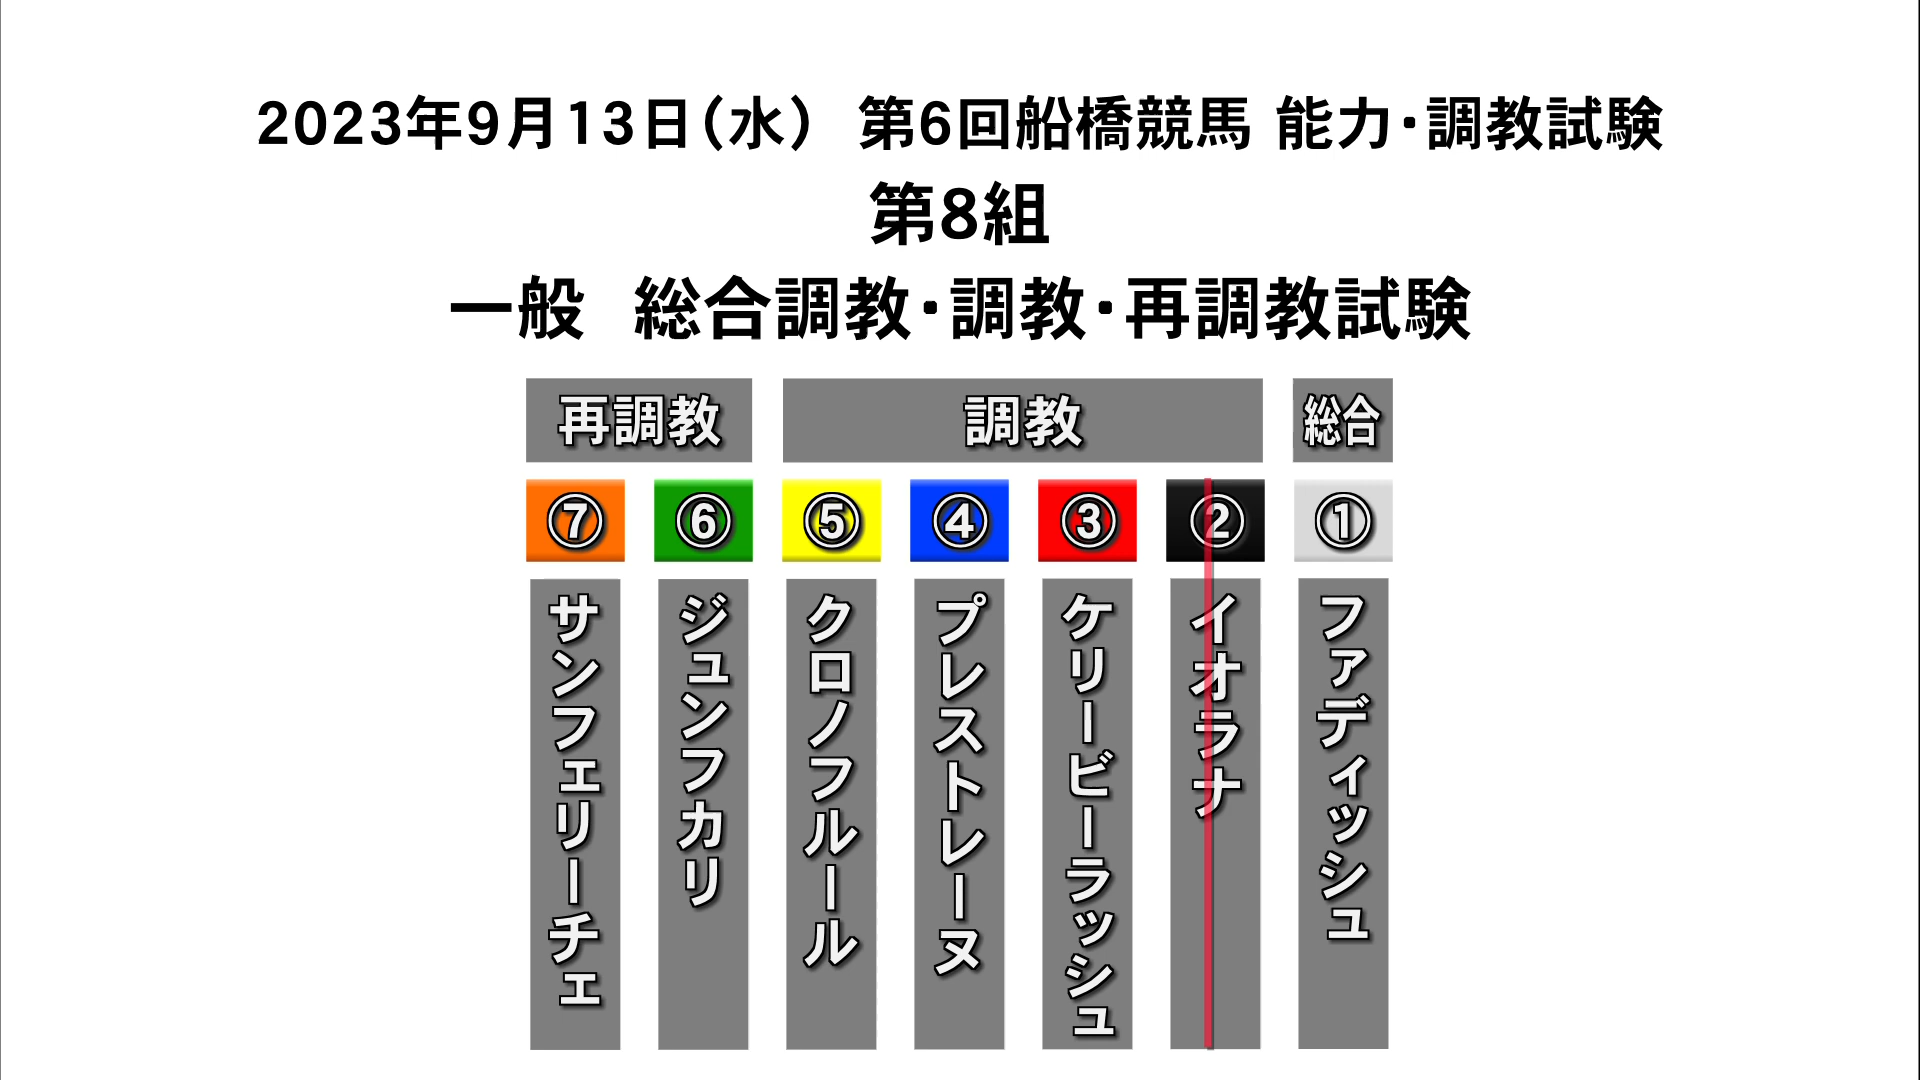 2023年9月13日(水) 第6回船橋競馬 能力・調教試験
第8組
一般 総合調教・調教・再調教試験
総合
調教
再調教
①
ファディッシュ
②
イオラナ
③
ケリービーラッシュ
④
プレストレーヌ
⑤
クロノフルール
⑥
ジュンフカリ
⑦
サンフェリーチェ